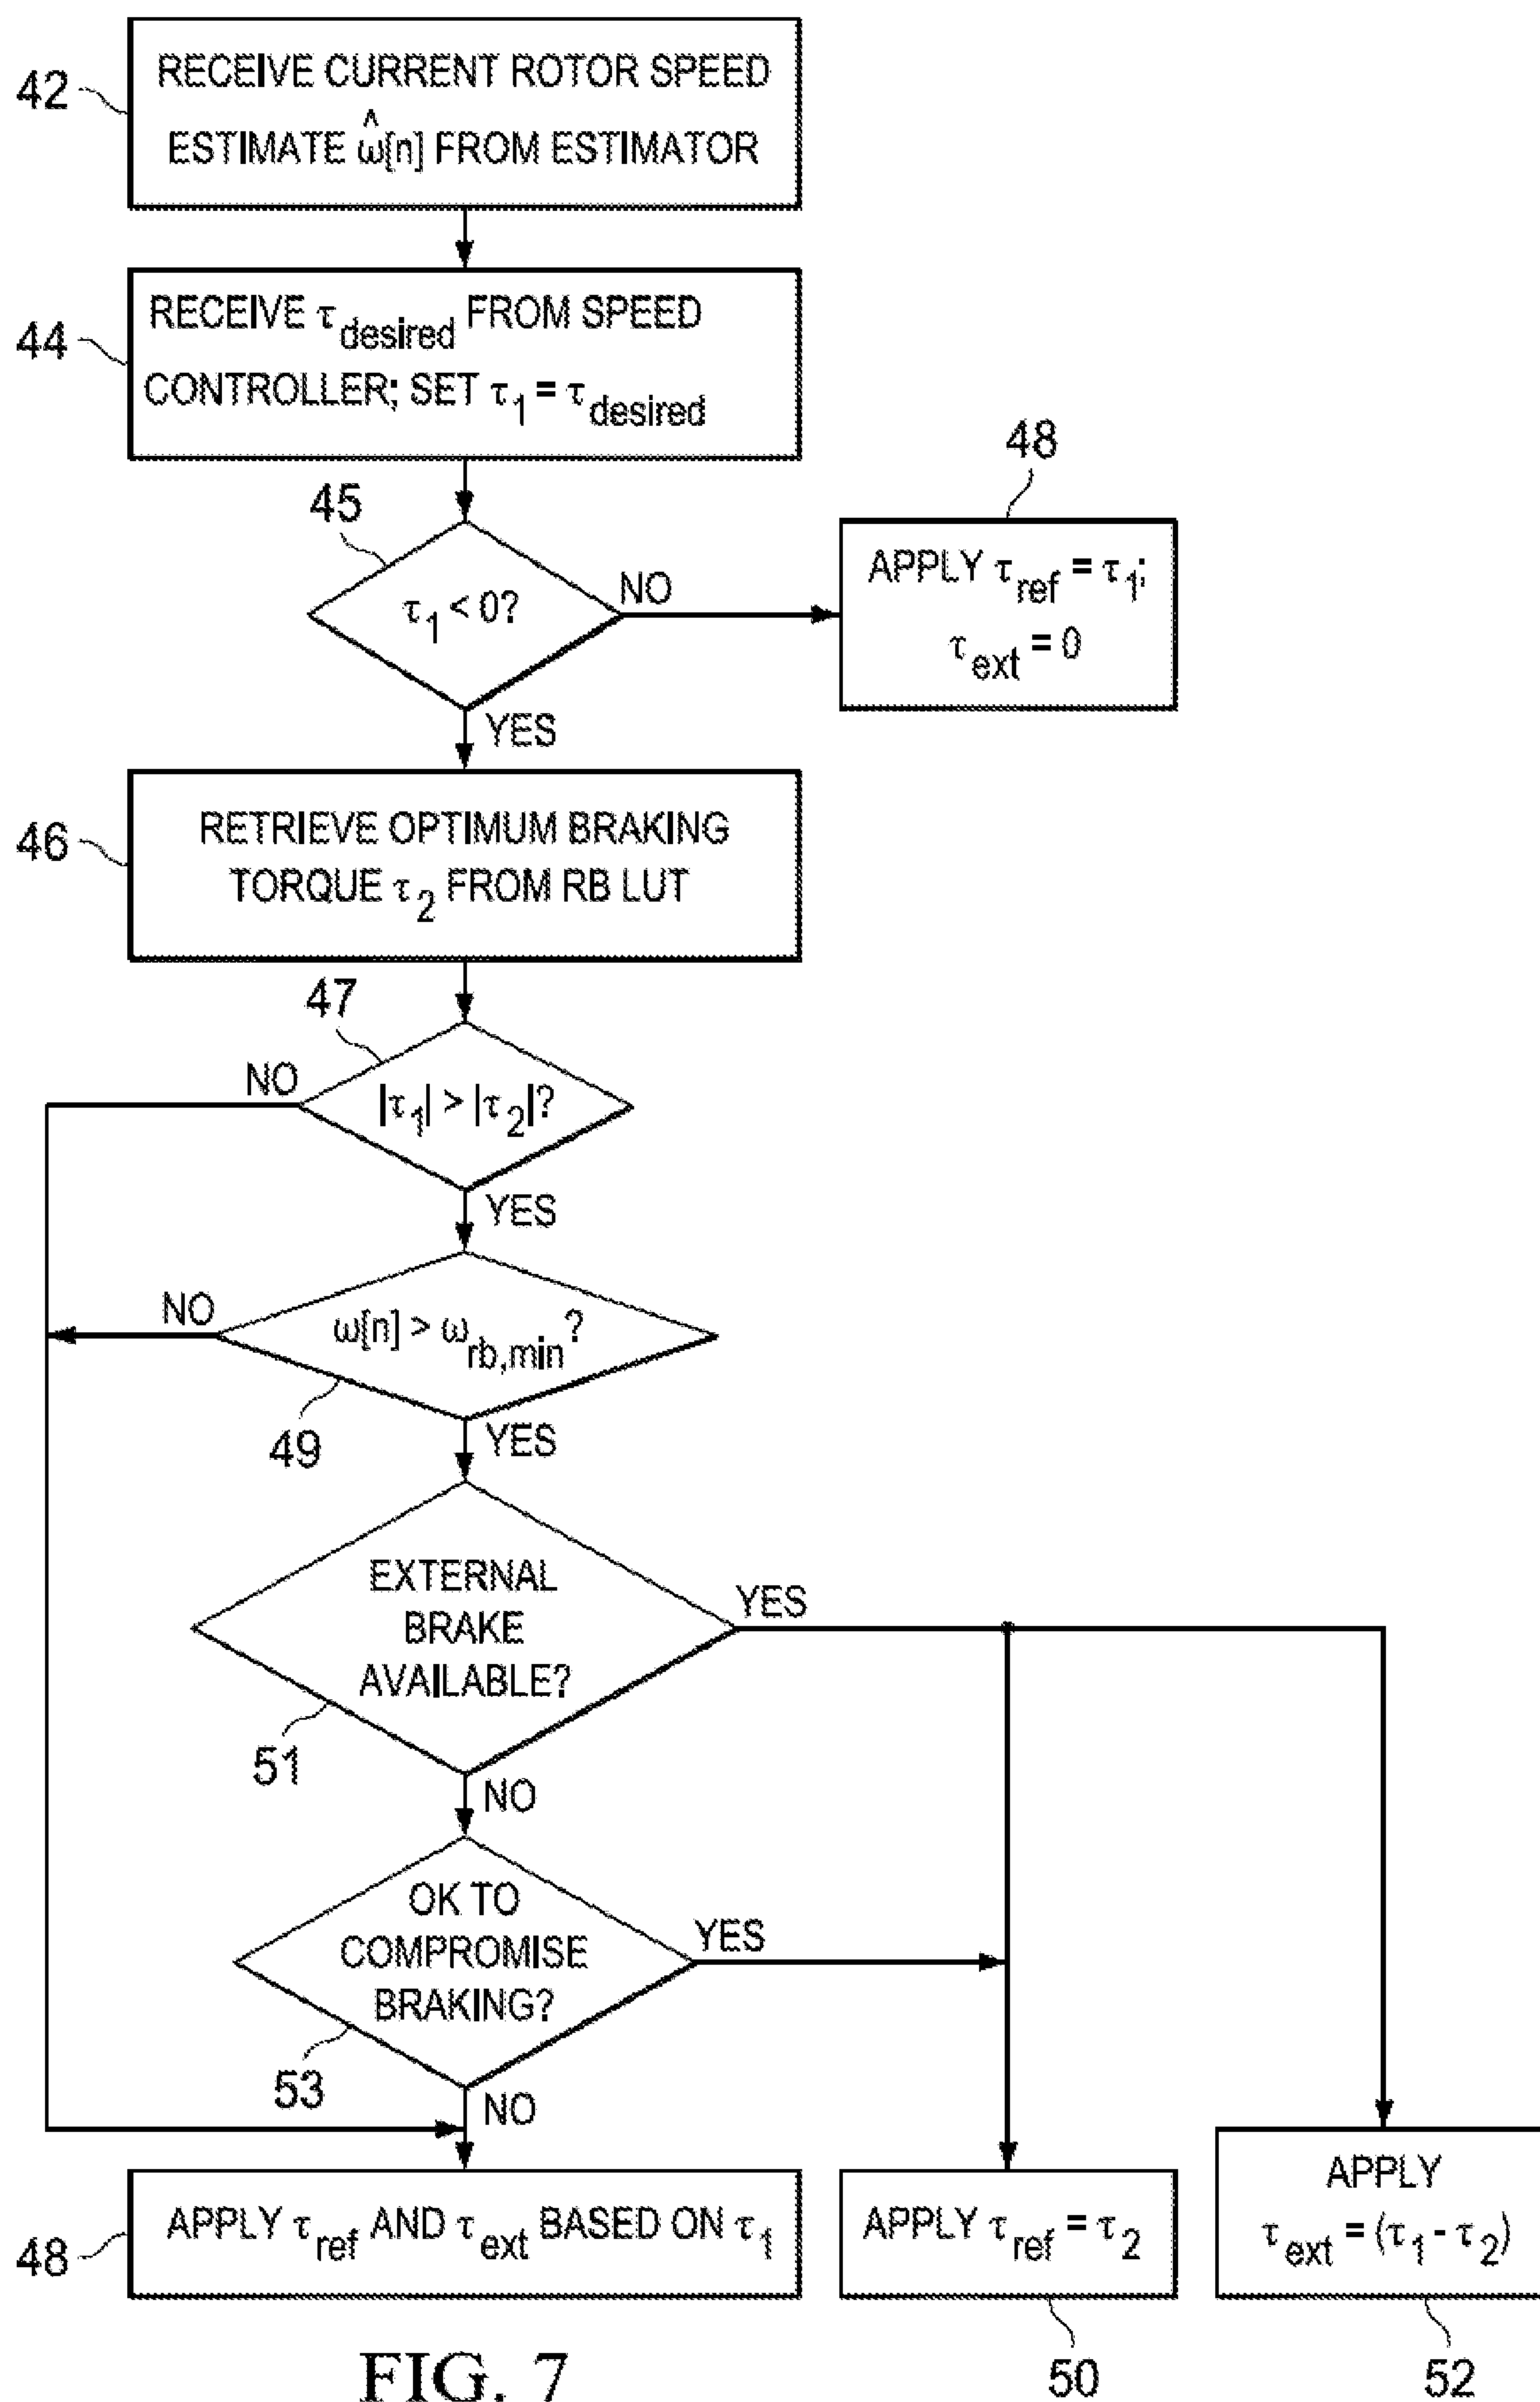 42
RECEIVE CURRENT ROTOR SPEED
ESTIMATE ω̂[n] FROM ESTIMATOR
44
RECEIVE τdesired FROM SPEED
CONTROLLER; SET τ1 = τdesired
45
τ1 < 0?
NO
YES
48
APPLY τref = τ1;
τext = 0
46
RETRIEVE OPTIMUM BRAKING
TORQUE τ2 FROM RB LUT
47
NO
|τ1| > |τ2|?
YES
NO
ω[n] > ωrb,min?
49
YES
EXTERNAL
BRAKE
AVAILABLE?
YES
51
NO
OK TO
COMPROMISE
BRAKING?
YES
53
NO
48
APPLY τref AND τext BASED ON τ1
APPLY τref = τ2
50
APPLY
τext = (τ1 - τ2)
52
FIG. 7